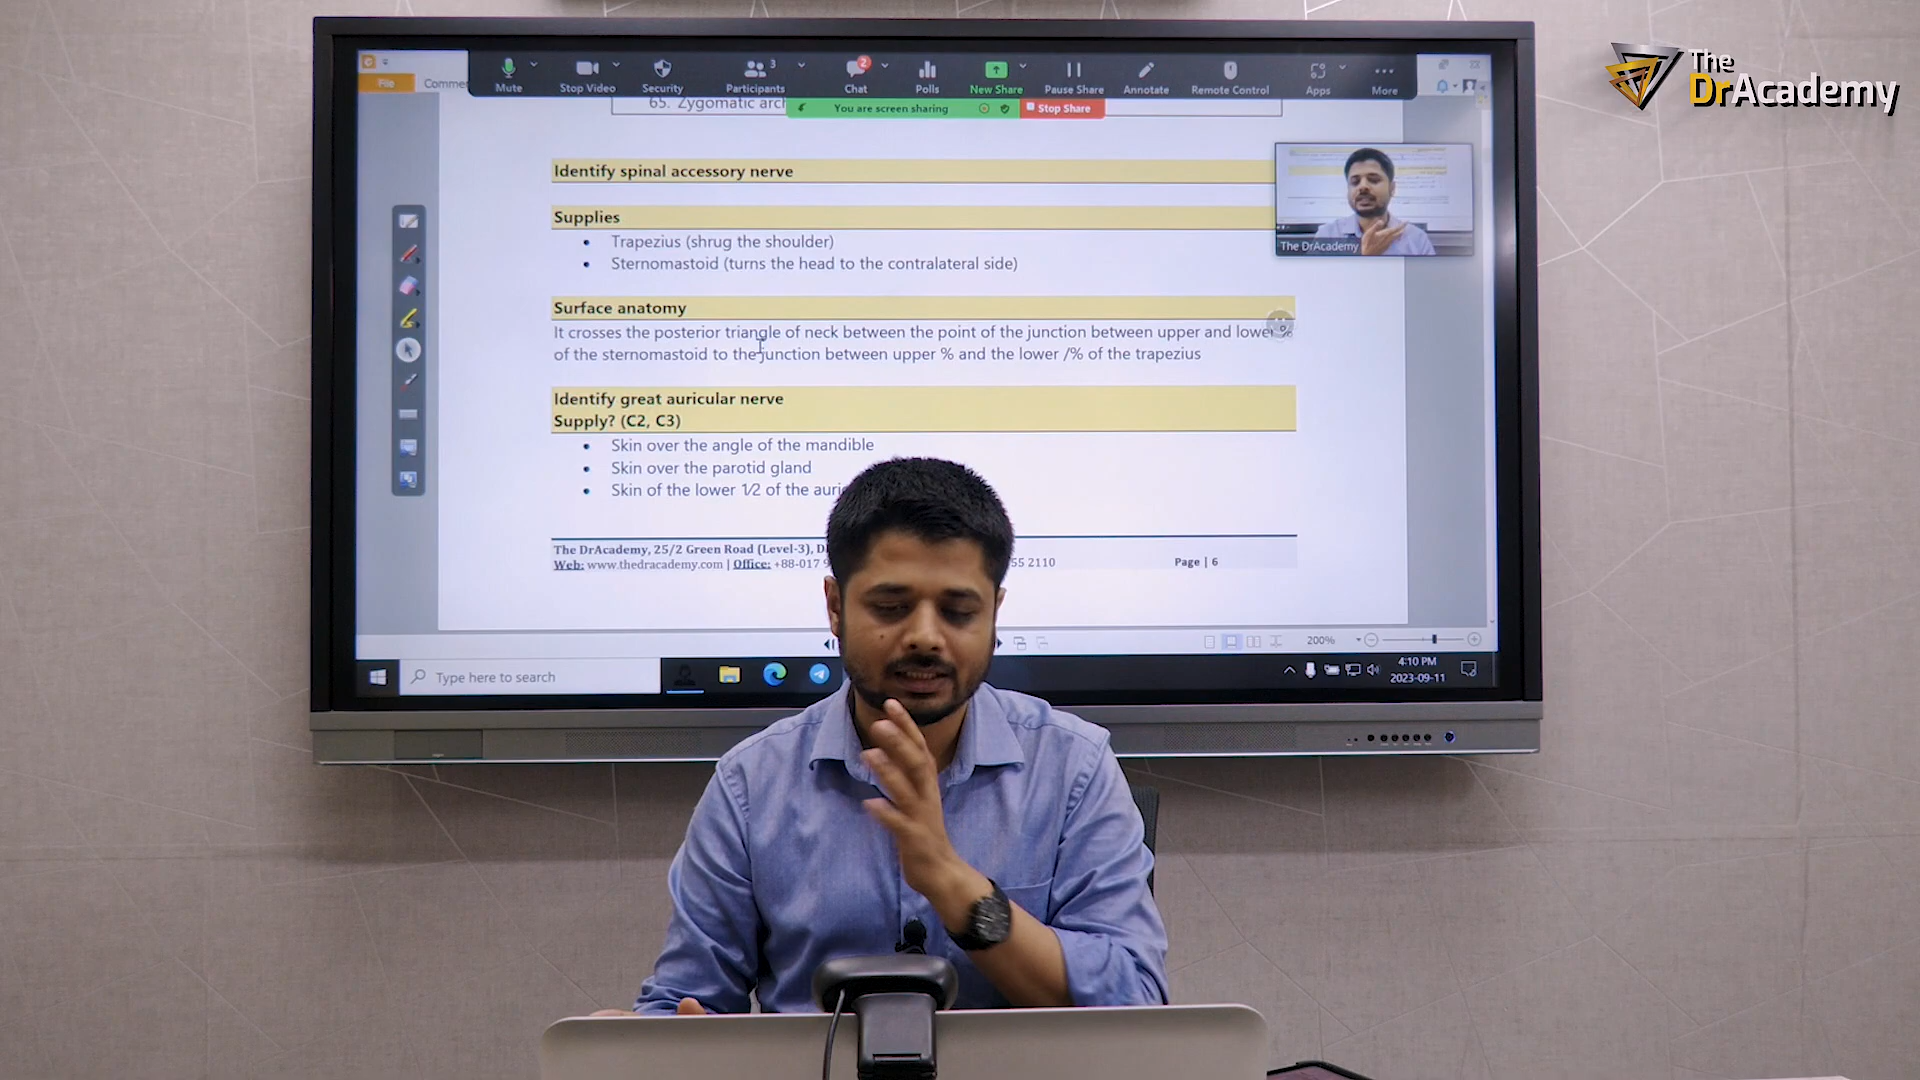 The
DrAcademy
File
Comme
Mute
Stop Video
Security
Participants
3
Chat
2
Polls
New Share
Pause Share
Annotate
Remote Control
Apps
More
65. Zygomatic arc
You are screen sharing
Stop Share
Identify spinal accessory nerve
Supplies
• Trapezius (shrug the shoulder)
• Sternomastoid (turns the head to the contralateral side)
The DrAcademy
Surface anatomy
It crosses the posterior triangle of neck between the point of the junction between upper and lower %
of the sternomastoid to the junction between upper % and the lower /% of the trapezius
Identify great auricular nerve
Supply? (C2, C3)
• Skin over the angle of the mandible
• Skin over the parotid gland
• Skin of the lower 1⁄2 of the auri
The DrAcademy, 25/2 Green Road (Level-3), D
Web: www.thedracademy.com | Office: +88-017 9
55 2110
Page | 6
200%
Type here to search
4:10 PM
2023-09-11